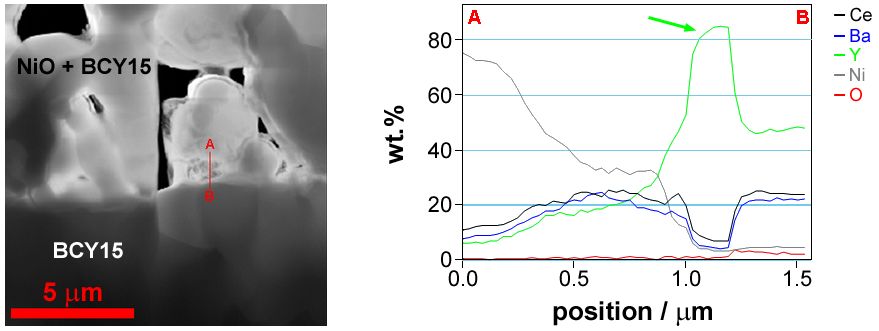 NiO + BCY15
A
B
BCY15
5 μm
A
B
Ce
Ba
Y
Ni
O
wt.%
80
60
40
20
0
0.0 0.5 1.0 1.5
position / μm